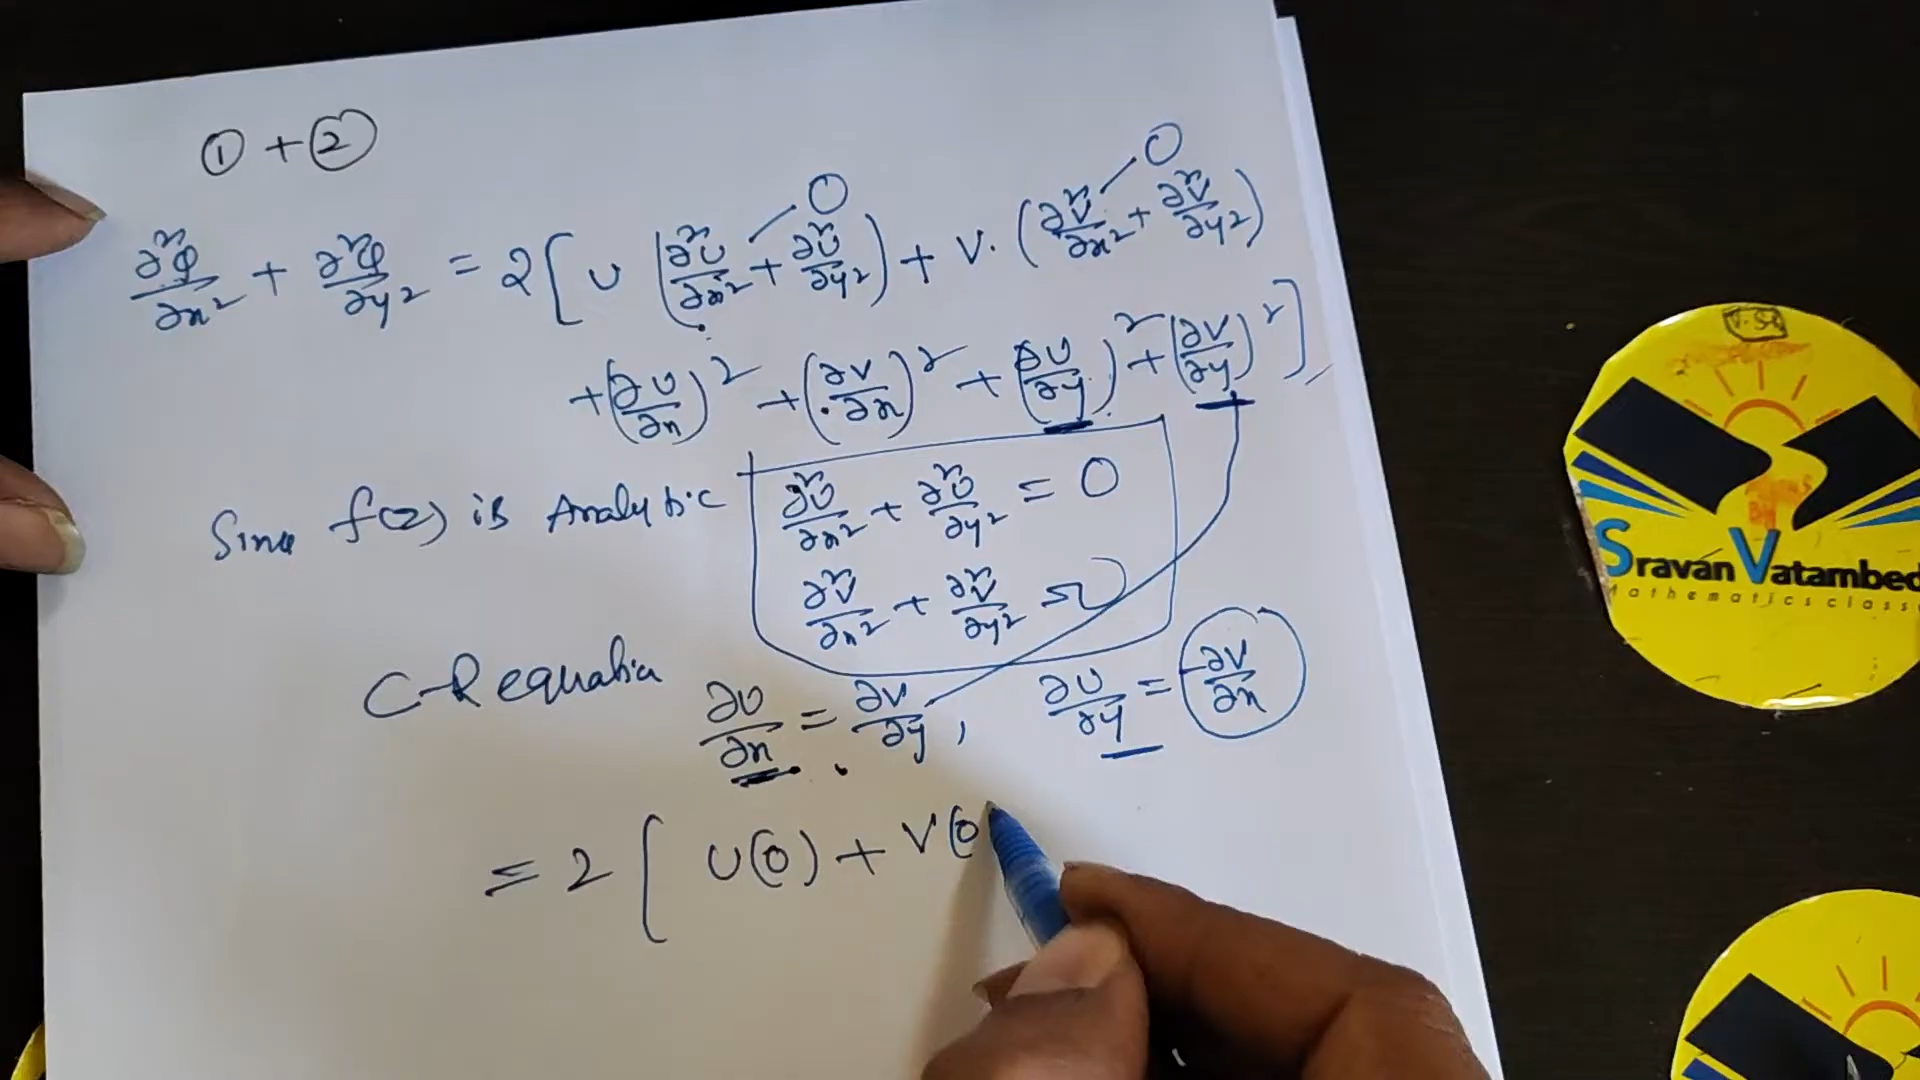 ① + ②
∂²φ/∂x² + ∂²φ/∂y² = 2[ U (∂²U/∂x² + ∂²U/∂y²) + V. (∂²V/∂x² + ∂²V/∂y²)
0
0
+ (∂U/∂x)² + (∂V/∂x)² + (∂U/∂y)² + (∂V/∂y)² ]
Since f(z) is Analytic
∂²U/∂x² + ∂²U/∂y² = 0
∂²V/∂x² + ∂²V/∂y² = 0
C-R equation ∂U/∂x = ∂V/∂y, ∂U/∂y = -∂V/∂x
= 2 [ U(0) + V(0
V.S.R
Sravan Vatambed
Mathematics class